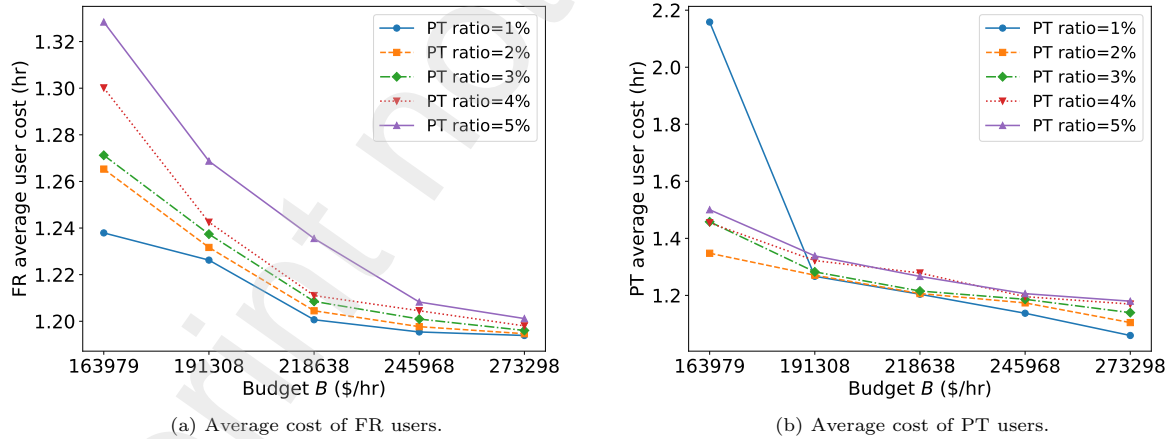 FR average user cost (hr)
1.32
1.30
1.28
1.26
1.24
1.22
1.20
PT ratio=1%
PT ratio=2%
PT ratio=3%
PT ratio=4%
PT ratio=5%
163979 191308 218638 245968 273298
Budget B ($/hr)
(a) Average cost of FR users.
PT average user cost (hr)
2.2
2.0
1.8
1.6
1.4
1.2
PT ratio=1%
PT ratio=2%
PT ratio=3%
PT ratio=4%
PT ratio=5%
163979 191308 218638 245968 273298
Budget B ($/hr)
(b) Average cost of PT users.
rint no